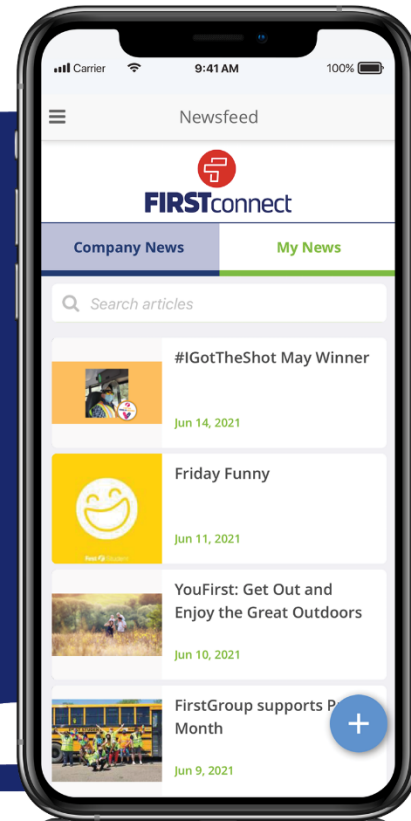 Carrier 9:41 AM 100%
Newsfeed
FIRSTconnect
Company News My News
Search articles
#IGotTheShot May Winner
Jun 14, 2021
Friday Funny
Jun 11, 2021
YouFirst: Get Out and
Enjoy the Great Outdoors
Jun 10, 2021
FirstGroup supports
Month
Jun 9, 2021